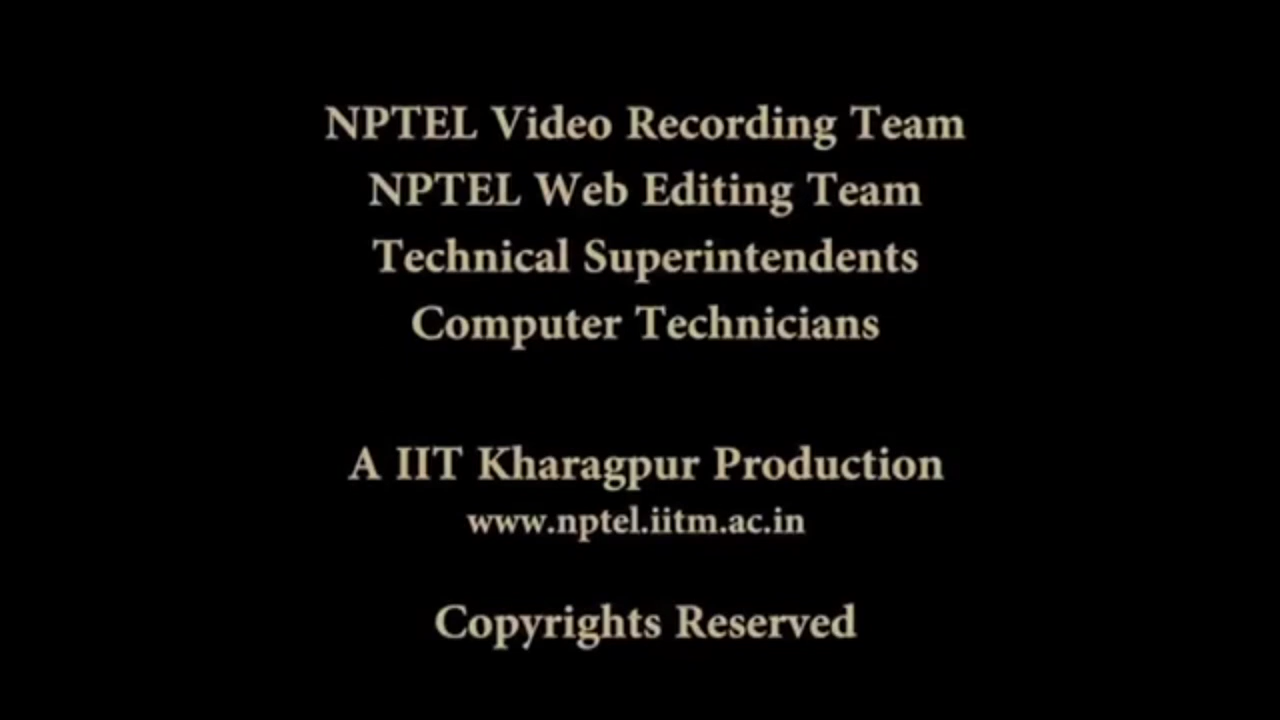 NPTEL Video Recording Team
NPTEL Web Editing Team
Technical Superintendents
Computer Technicians
A IIT Kharagpur Production
www.nptel.iitm.ac.in
Copyrights Reserved